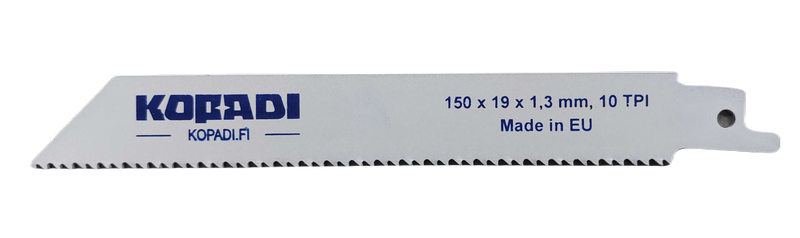 KOPADI
KOPADI.FI
150 x 19 x 1,3 mm, 10 TPI
Made in EU